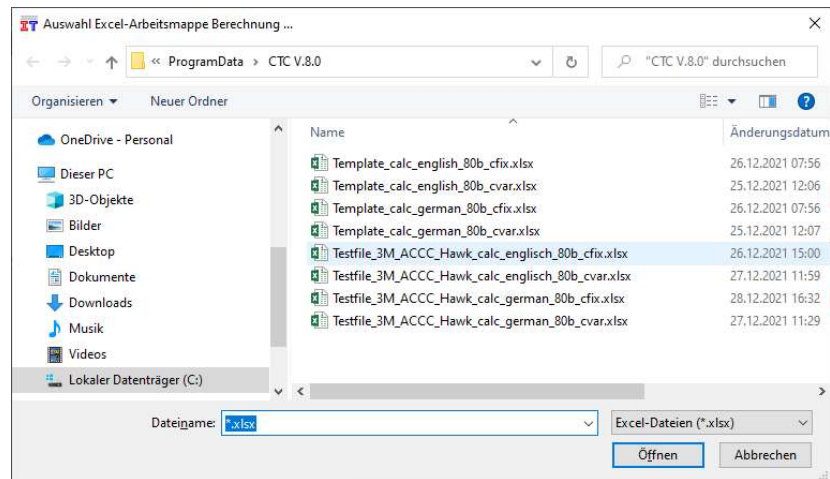 Auswahl Excel-Arbeitsmappe Berechnung ...
« ProgramData > CTC V.8.0
"CTC V.8.0" durchsuchen
Organisieren
Neuer Ordner
OneDrive - Personal
Dieser PC
3D-Objekte
Bilder
Desktop
Dokumente
Downloads
Musik
Videos
Lokaler Datenträger (C:)
Name Änderungsdatum
Template_calc_english_80b_cfix.xlsx 26.12.2021 07:56
Template_calc_english_80b_cvar.xlsx 25.12.2021 12:06
Template_calc_german_80b_cfix.xlsx 26.12.2021 07:56
Template_calc_german_80b_cvar.xlsx 25.12.2021 12:07
Testfile_3M_ACCC_Hawk_calc_englisch_80b_cfix.xlsx 26.12.2021 15:00
Testfile_3M_ACCC_Hawk_calc_englisch_80b_cvar.xlsx 27.12.2021 11:59
Testfile_3M_ACCC_Hawk_calc_german_80b_cfix.xlsx 28.12.2021 16:32
Testfile_3M_ACCC_Hawk_calc_german_80b_cvar.xlsx 27.12.2021 11:29
Dateiname: *.xlsx
Excel-Dateien (*.xlsx)
Öffnen
Abbrechen